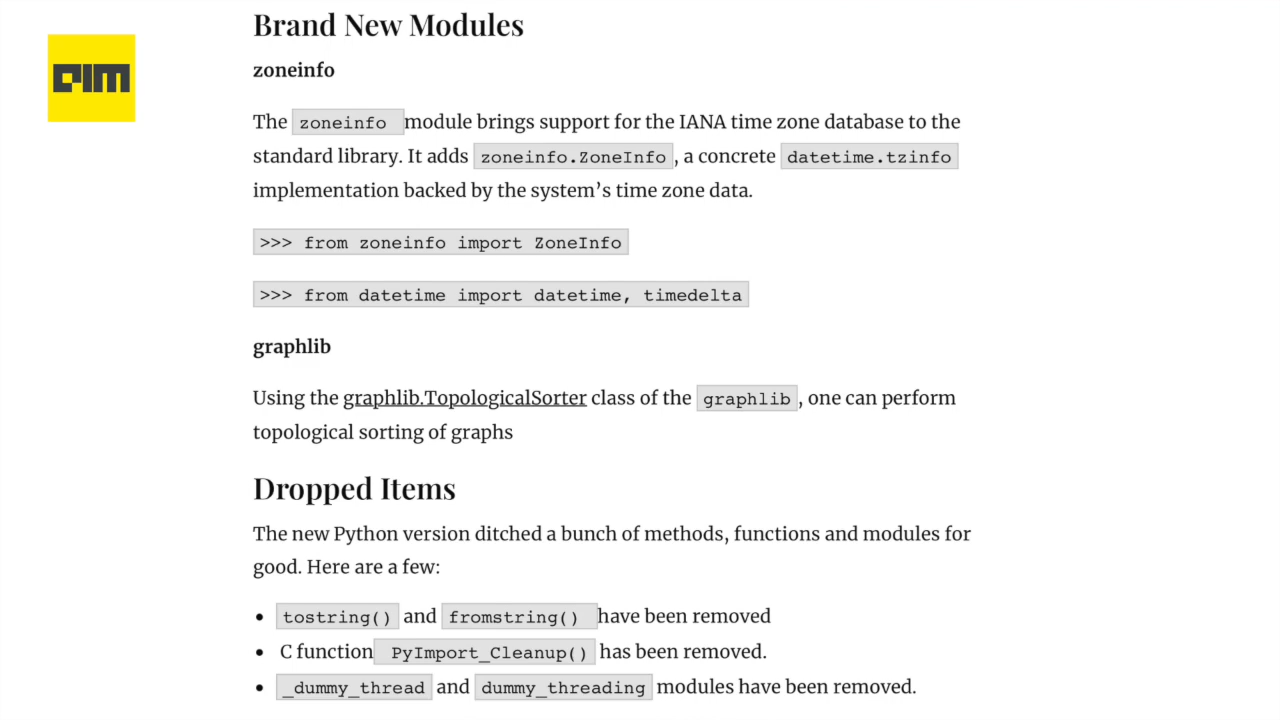 Brand New Modules
AIM
zoneinfo
The zoneinfo module brings support for the IANA time zone database to the
standard library. It adds zoneinfo.ZoneInfo, a concrete datetime.tzinfo
implementation backed by the system’s time zone data.
>>> from zoneinfo import ZoneInfo
>>> from datetime import datetime, timedelta
graphlib
Using the graphlib.TopologicalSorter class of the graphlib, one can perform
topological sorting of graphs
Dropped Items
The new Python version ditched a bunch of methods, functions and modules for
good. Here are a few:
• tostring() and fromstring() have been removed
• C function PyImport_Cleanup() has been removed.
• _dummy_thread and dummy_threading modules have been removed.